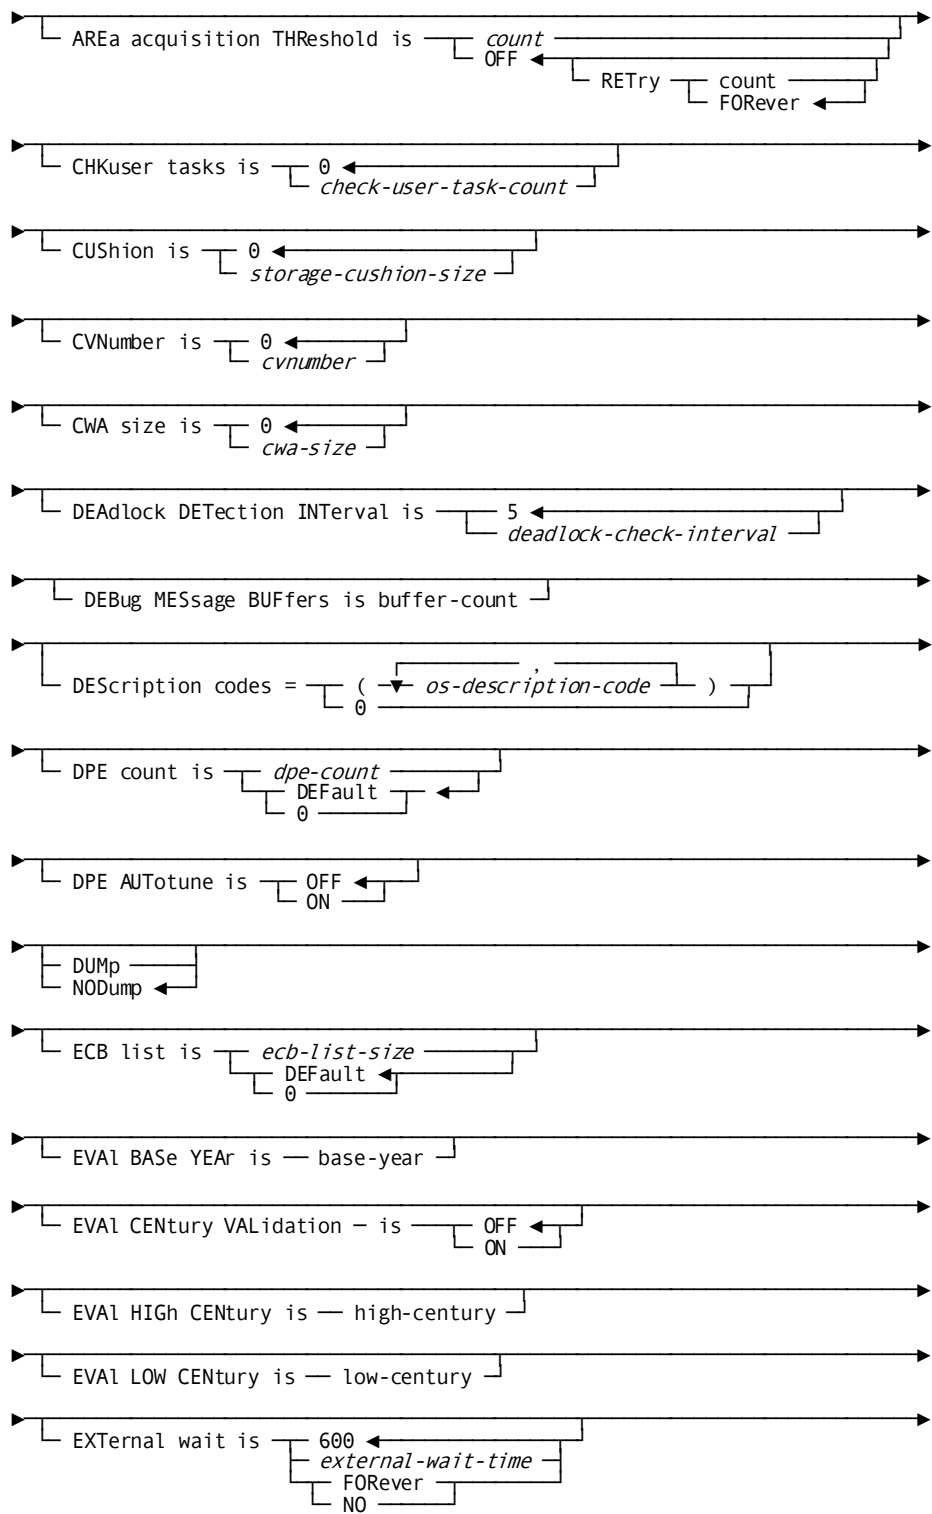 AREa acquisition THReshold is count
OFF
RETry count
FORever
CHKuser tasks is 0
check-user-task-count
CUShion is 0
storage-cushion-size
CVNumber is 0
cvnumber
CWA size is 0
cwa-size
DEAdlock DETection INTerval is 5
deadlock-check-interval
DEBug MESsage BUFfers is buffer-count
,
DEScription codes = ( os-description-code )
0
DPE count is dpe-count
DEFault
0
DPE AUTotune is OFF
ON
DUMp
NODump
ECB list is ecb-list-size
DEFault
0
EVAl BASe YEAr is base-year
EVAl CENtury VALidation — is OFF
ON
EVAl HIGh CENtury is high-century
EVAl LOW CENtury is low-century
EXTernal wait is 600
external-wait-time
FORever
NO